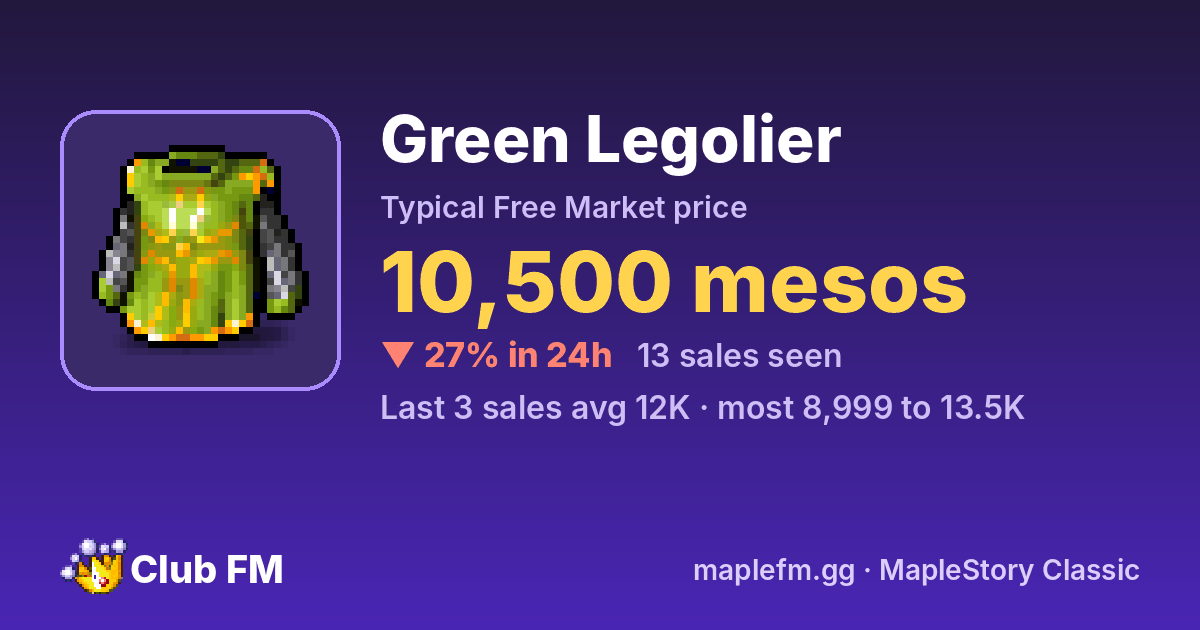 Green Legolier
Typical Free Market price
10,500 mesos
▼ 27% in 24h 13 sales seen
Last 3 sales avg 12K · most 8,999 to 13.5K
Club FM
maplefm.gg · MapleStory Classic